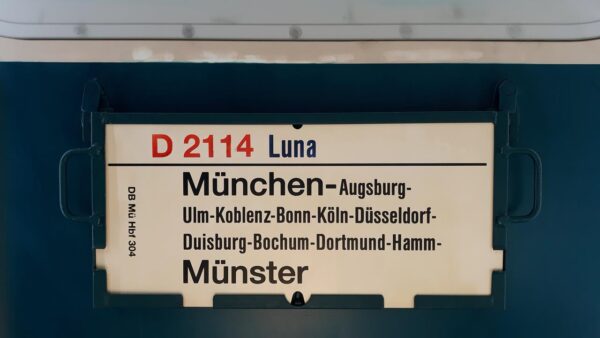 D 2114 Luna
München-Augsburg-
Ulm-Koblenz-Bonn-Köln-Düsseldorf-
Duisburg-Bochum-Dortmund-Hamm-
Münster
DB Mü Hbf 304